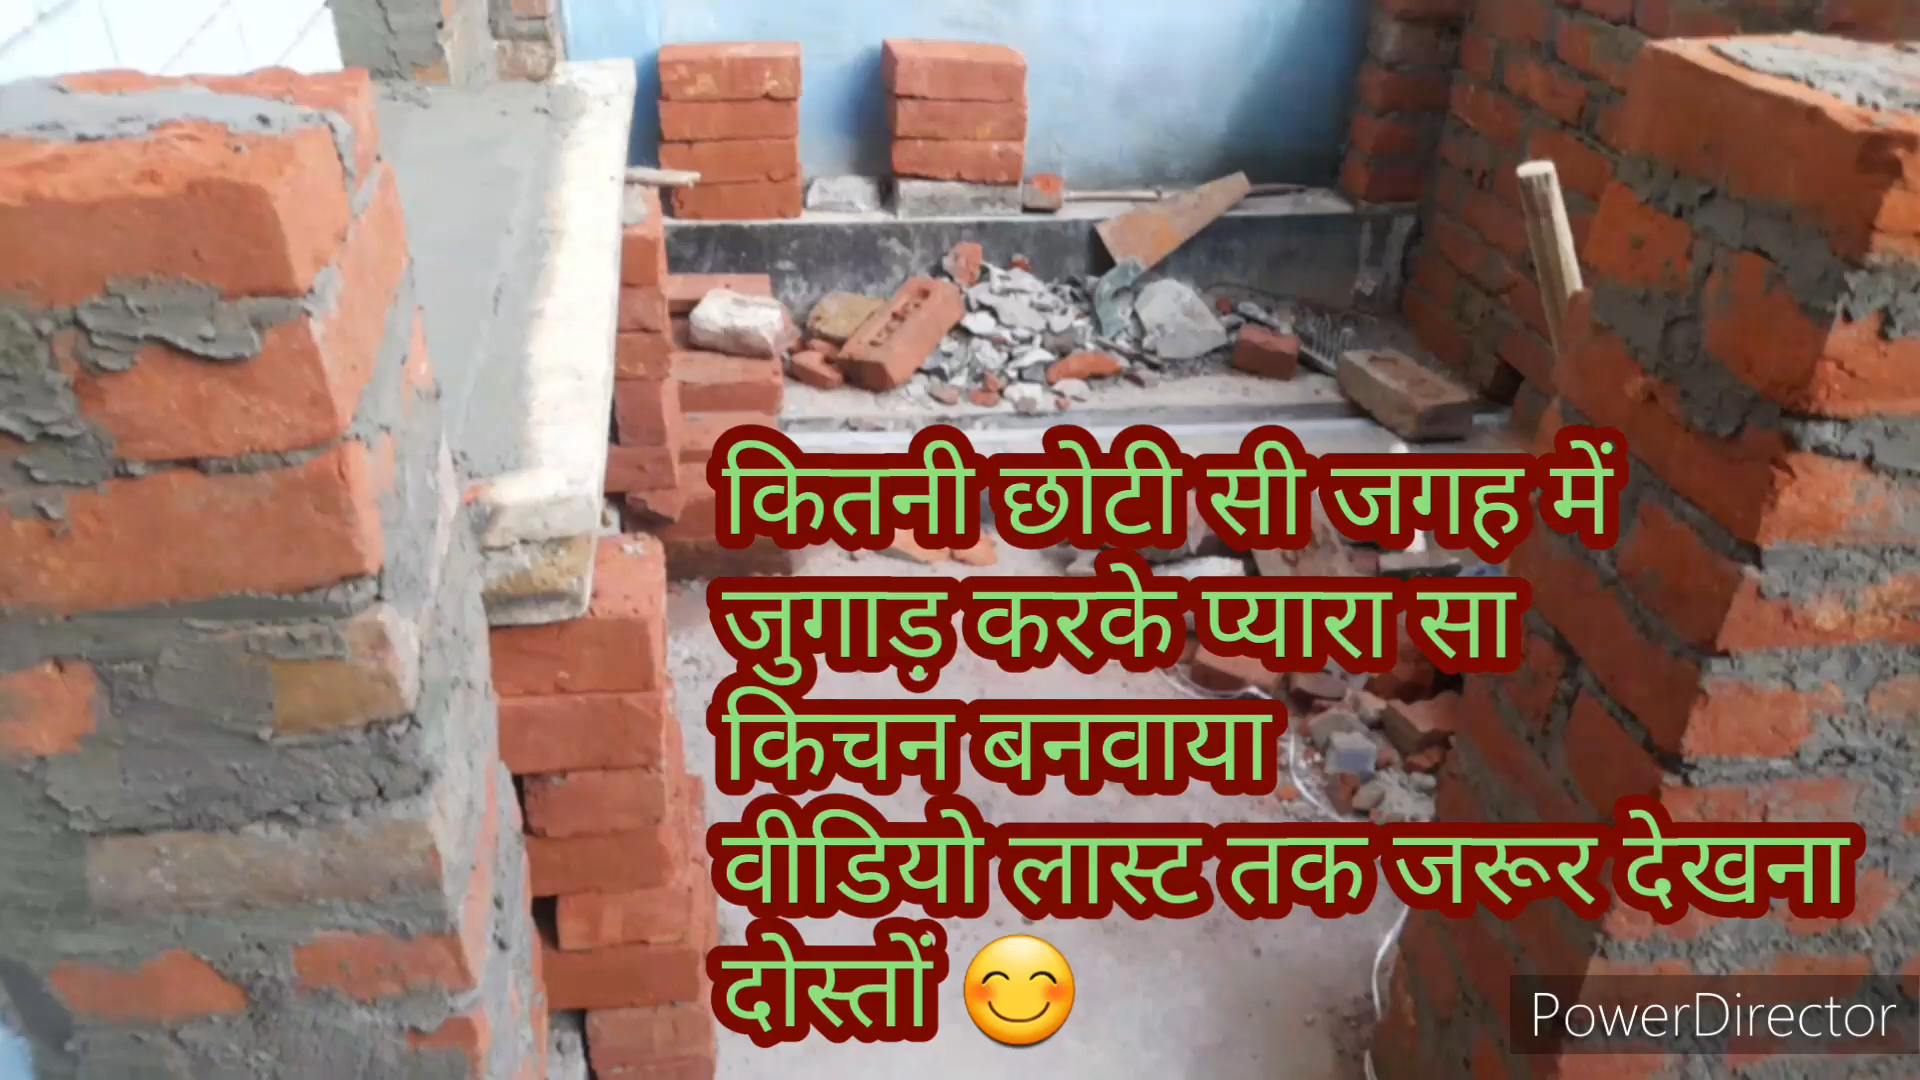 कितनी छोटी सी जगह में
जुगाड़ करके प्यारा सा
किचन बनवाया
वीडियो लास्ट तक जरूर देखना
दोस्तों 😊
PowerDirector